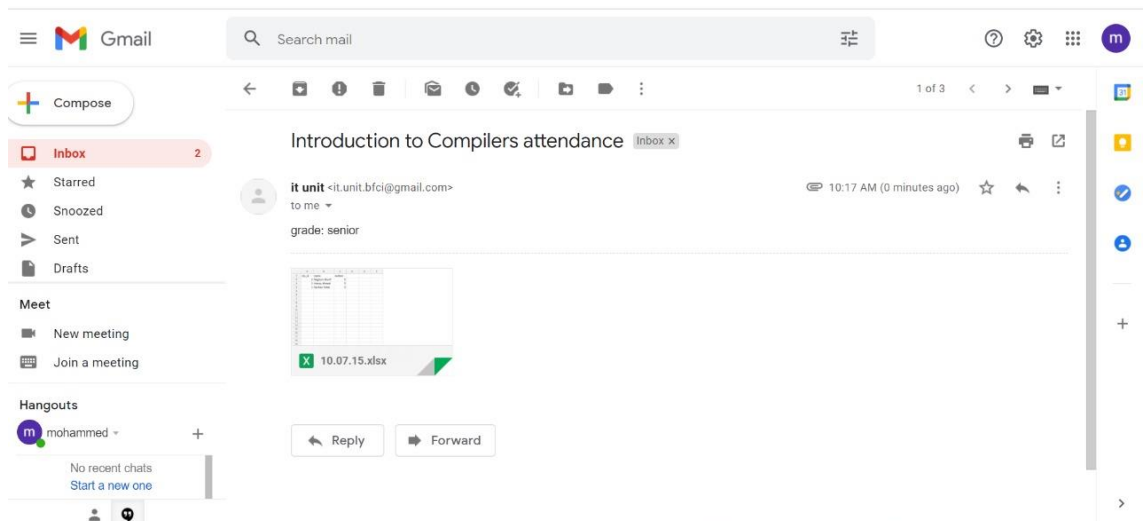 Gmail
Search mail
m
Compose
1 of 3
31
Introduction to Compilers attendance Inbox x
Inbox 2
Starred
it unit <it.unit.bfci@gmail.com>
10:17 AM (0 minutes ago)
to me
Snoozed
grade: senior
Sent
Drafts
Meet
New meeting
Join a meeting
X 10.07.15.xlsx
Hangouts
m mohammed
Reply
Forward
No recent chats
Start a new one